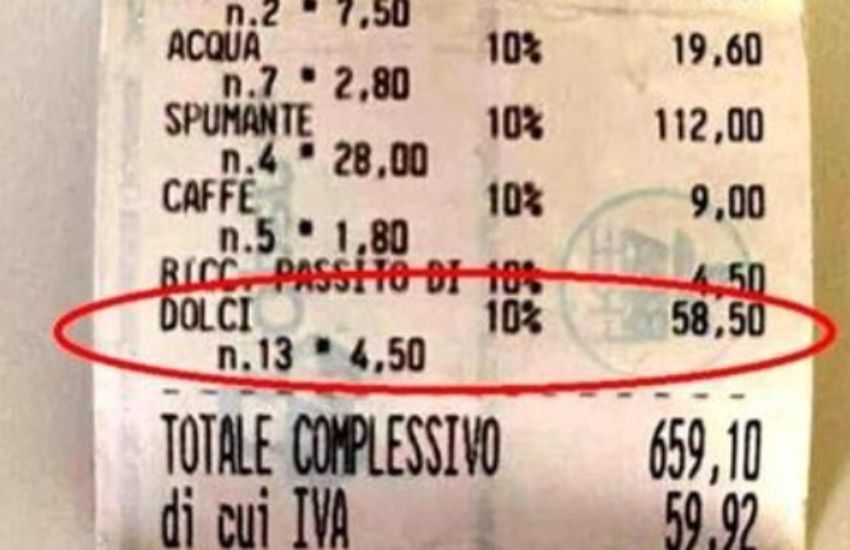 n.2 * 7,50
ACQUA 10% 19,60
n.7 * 2,80
SPUMANTE 10% 112,00
n.4 * 28,00
CAFFE 10% 9,00
n.5 * 1,80
BICC. PASSITO DI 10% 4,50
DOLCI 10% 58,50
n.13 * 4,50
TOTALE COMPLESSIVO 659,10
di cui IVA 59,92